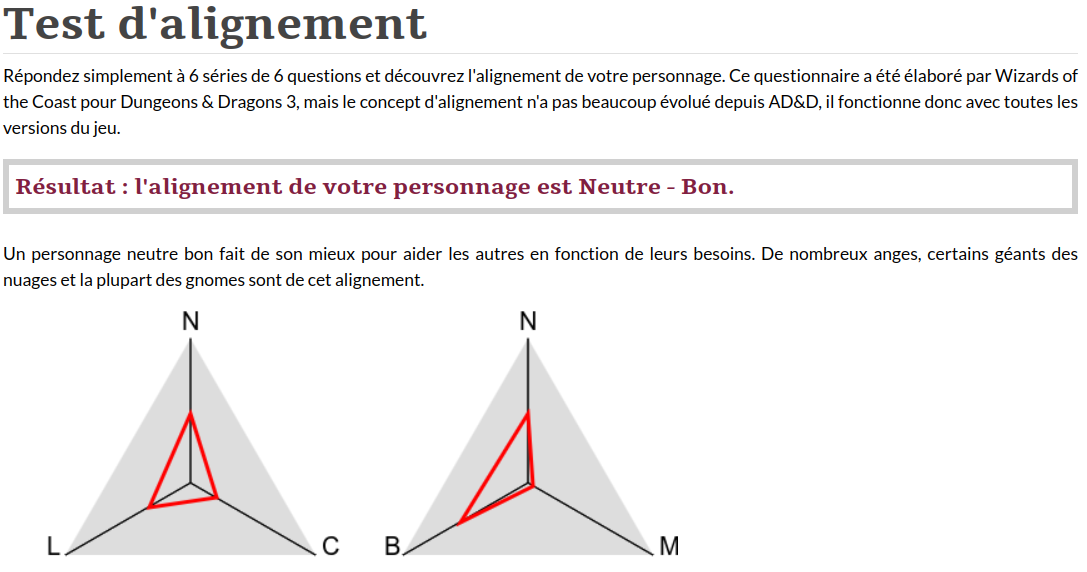 Test d'alignement
Répondez simplement à 6 séries de 6 questions et découvrez l'alignement de votre personnage. Ce questionnaire a été élaboré par Wizards of
the Coast pour Dungeons & Dragons 3, mais le concept d'alignement n'a pas beaucoup évolué depuis AD&D, il fonctionne donc avec toutes les
versions du jeu.
Résultat : l'alignement de votre personnage est Neutre - Bon.
Un personnage neutre bon fait de son mieux pour aider les autres en fonction de leurs besoins. De nombreux anges, certains géants des
nuages et la plupart des gnomes sont de cet alignement.
N
L
C
N
B
M